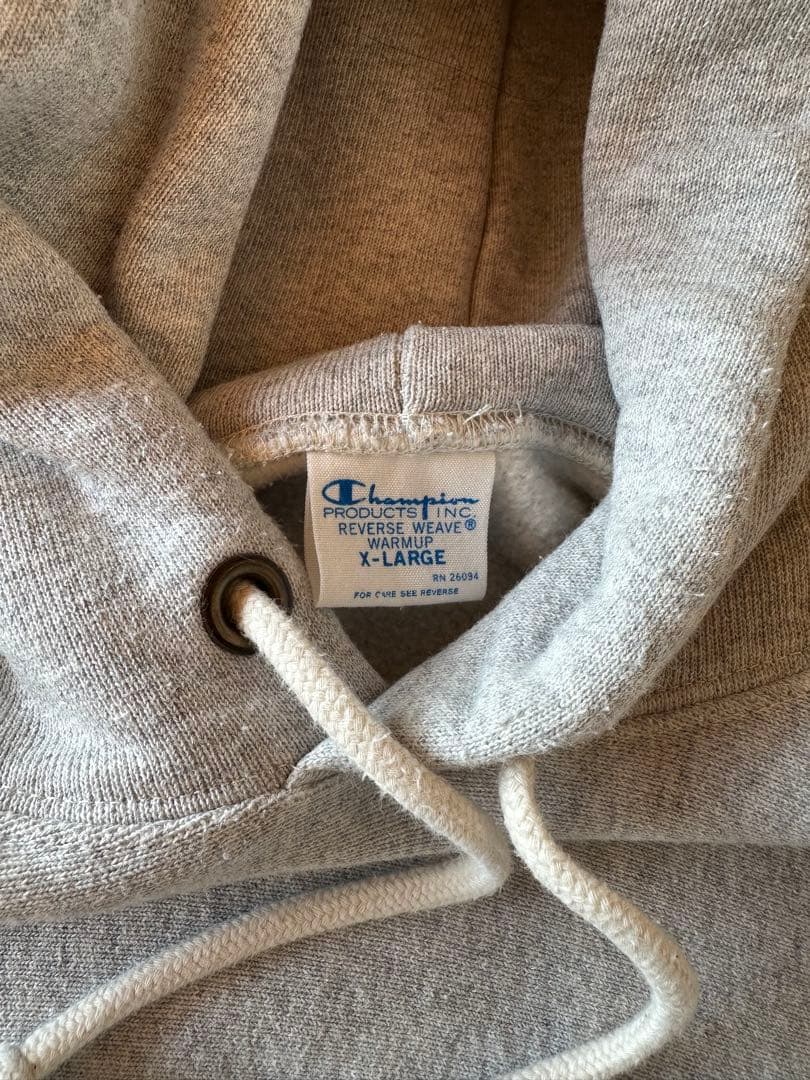 Champion
PRODUCTS INC.
REVERSE WEAVE®
WARMUP
X-LARGE
RN 26094
FOR CARE SEE REVERSE